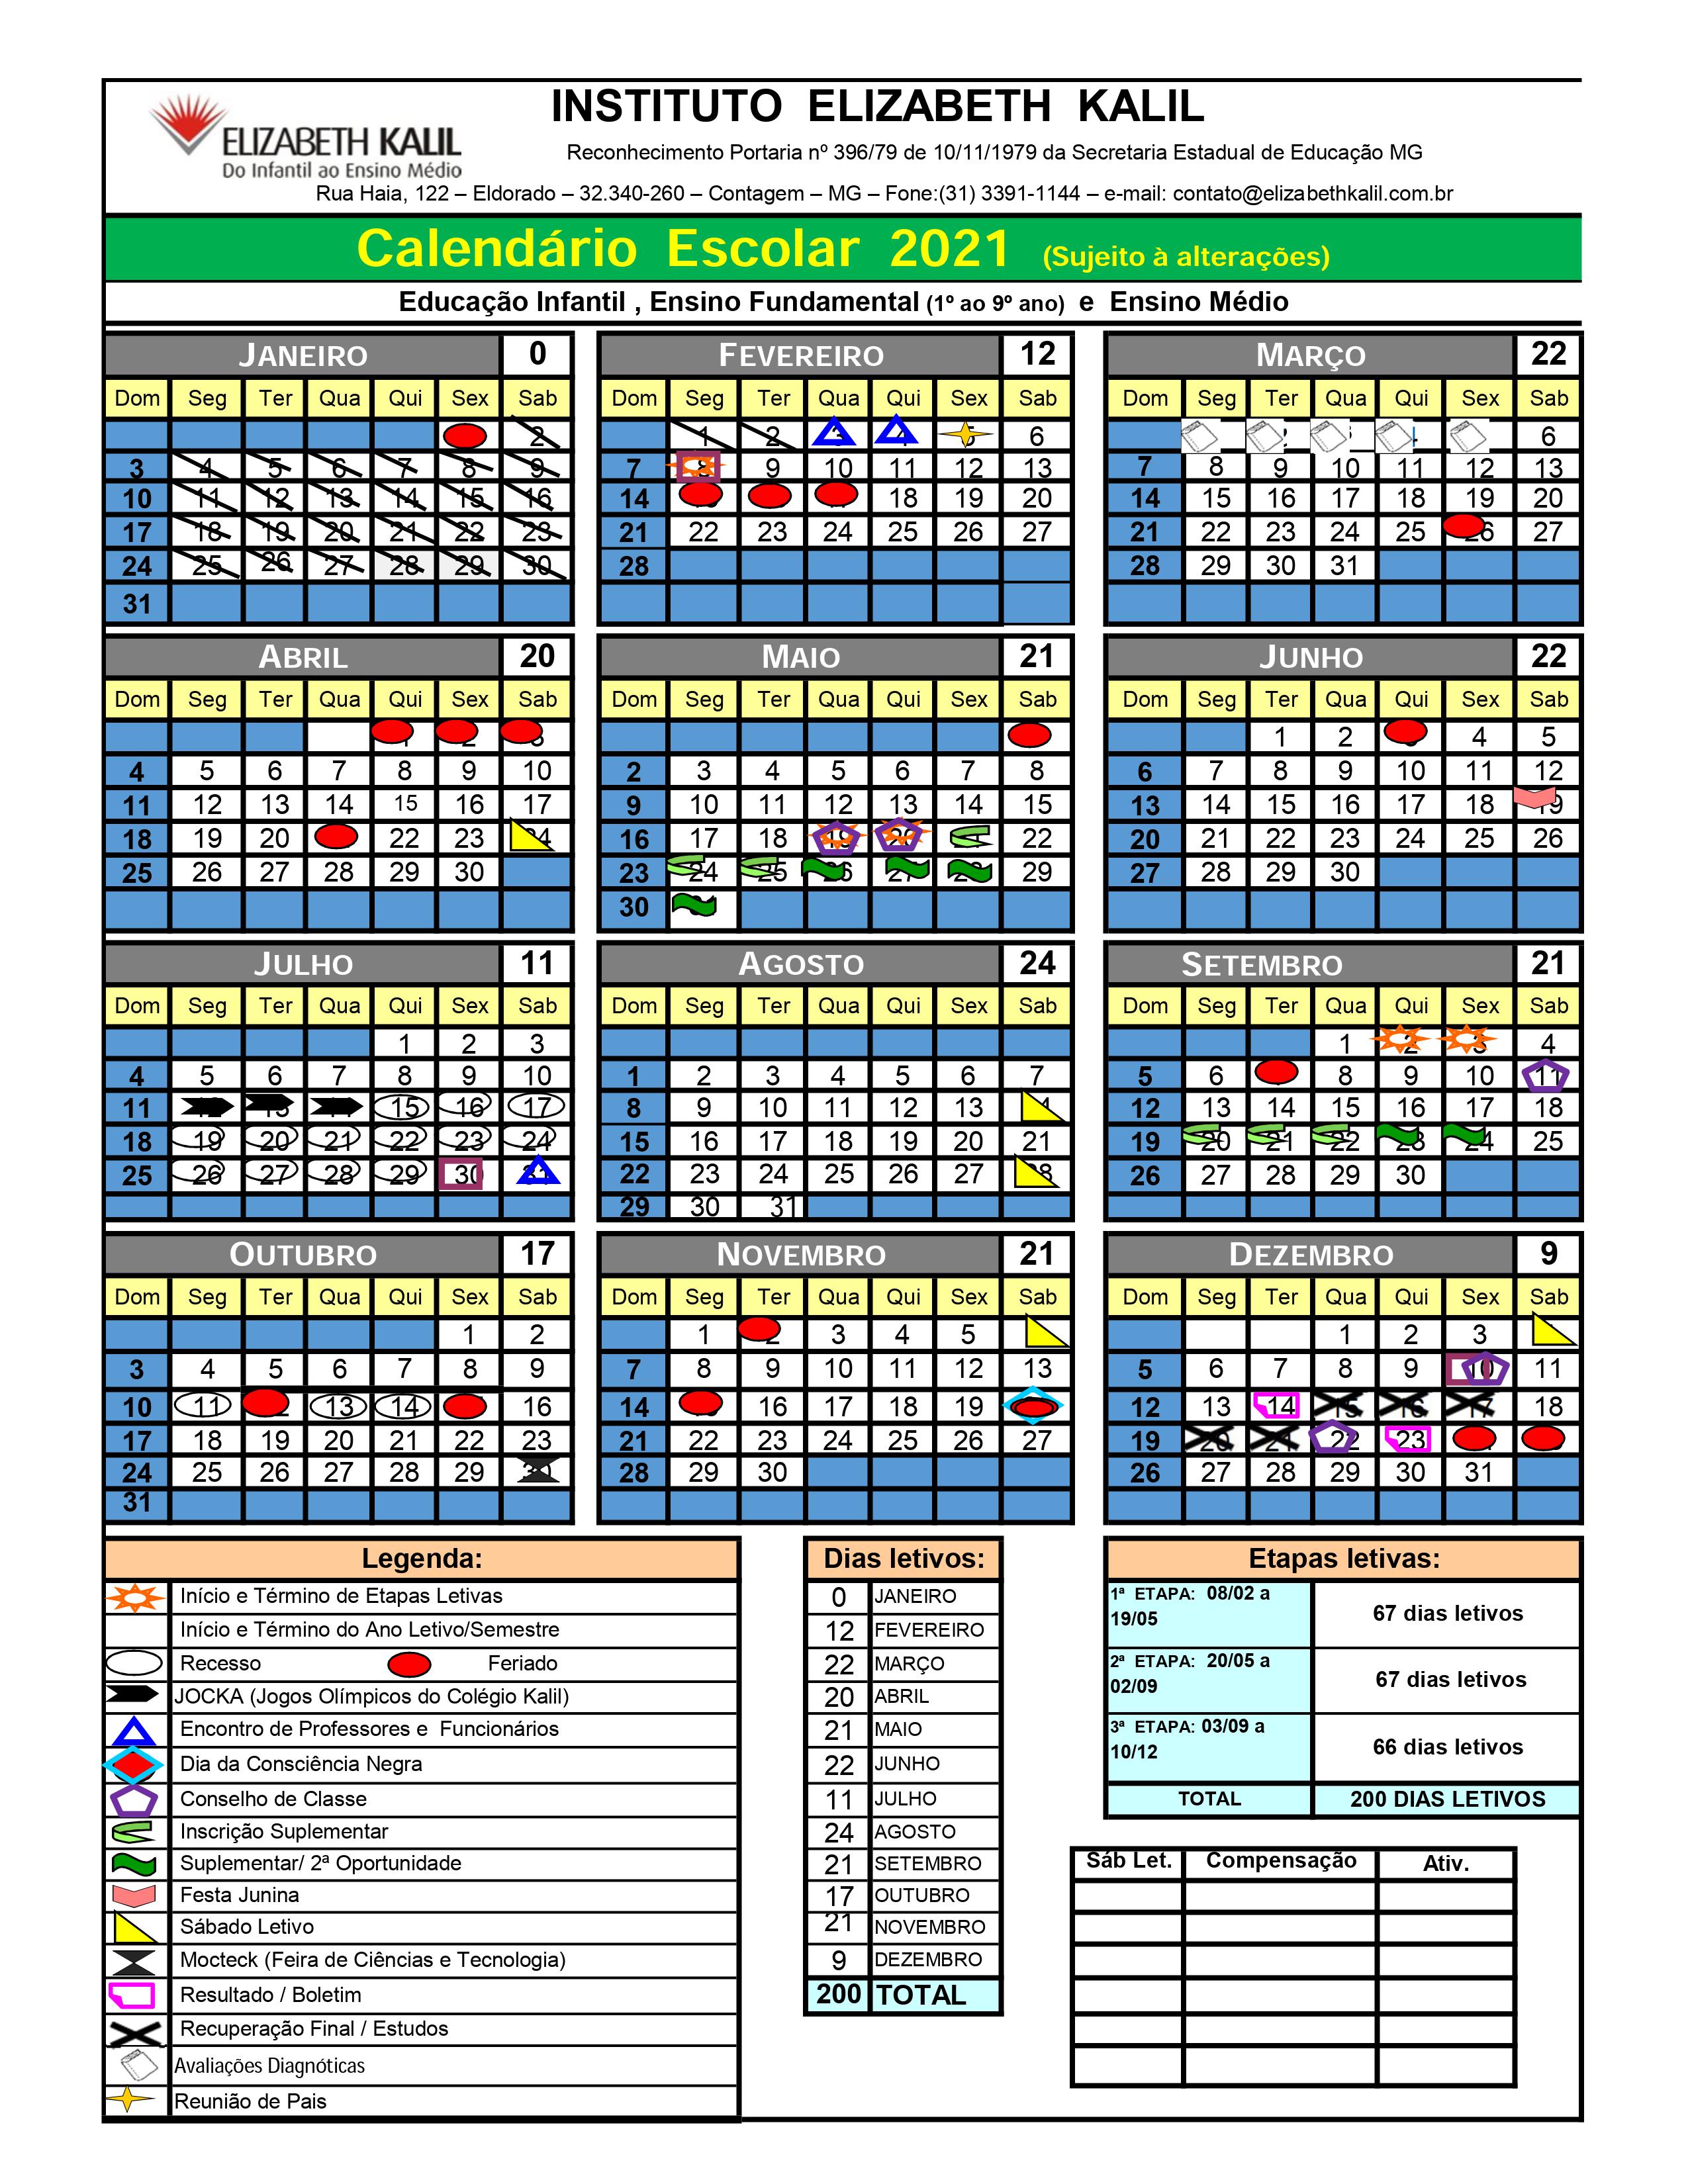 INSTITUTO ELIZABETH KALIL
ELIZABETH KALIL
Do Infantil ao Ensino Médio
Reconhecimento Portaria nº 396/79 de 10/11/1979 da Secretaria Estadual de Educação MG
Rua Haia, 122 – Eldorado – 32.340-260 – Contagem – MG – Fone:(31) 3391-1144 – e-mail: contato@elizabethkalil.com.br
Calendário Escolar 2021 (Sujeito à alterações)
Educação Infantil , Ensino Fundamental (1º ao 9º ano) e Ensino Médio
JANEIRO 0
Dom Seg Ter Qua Qui Sex Sab
2
3 4 5 6 7 8 9
10 11 12 13 14 15 16
17 18 19 20 21 22 23
24 25 26 27 28 29 30
31
FEVEREIRO 12
Dom Seg Ter Qua Qui Sex Sab
1 2 3 4 5 6
7 8 9 10 11 12 13
14 18 19 20
21 22 23 24 25 26 27
28
MARÇO 22
Dom Seg Ter Qua Qui Sex Sab
6
7 8 9 10 11 12 13
14 15 16 17 18 19 20
21 22 23 24 25 26 27
28 29 30 31
ABRIL 20
Dom Seg Ter Qua Qui Sex Sab
1 2 3
4 5 6 7 8 9 10
11 12 13 14 15 16 17
18 19 20 22 23 24
25 26 27 28 29 30
MAIO 21
Dom Seg Ter Qua Qui Sex Sab
2 3 4 5 6 7 8
9 10 11 12 13 14 15
16 17 18 19 20 21 22
23 24 25 26 27 28 29
30
JUNHO 22
Dom Seg Ter Qua Qui Sex Sab
1 2 3 4 5
6 7 8 9 10 11 12
13 14 15 16 17 18 19
20 21 22 23 24 25 26
27 28 29 30
JULHO 11
Dom Seg Ter Qua Qui Sex Sab
1 2 3
4 5 6 7 8 9 10
11 12 13 14 15 16 17
18 19 20 21 22 23 24
25 26 27 28 29 30 31
AGOSTO 24
Dom Seg Ter Qua Qui Sex Sab
1 2 3 4 5 6 7
8 9 10 11 12 13
15 16 17 18 19 20 21
22 23 24 25 26 27 28
29 30 31
SETEMBRO 21
Dom Seg Ter Qua Qui Sex Sab
1 2 3 4
5 6 8 9 10 11
12 13 14 15 16 17 18
19 20 21 22 23 24 25
26 27 28 29 30
OUTUBRO 17
Dom Seg Ter Qua Qui Sex Sab
1 2
3 4 5 6 7 8 9
10 11 12 13 14 16
17 18 19 20 21 22 23
24 25 26 27 28 29 30
31
NOVEMBRO 21
Dom Seg Ter Qua Qui Sex Sab
1 2 3 4 5
7 8 9 10 11 12 13
14 16 17 18 19
21 22 23 24 25 26 27
28 29 30
DEZEMBRO 9
Dom Seg Ter Qua Qui Sex Sab
1 2 3
5 6 7 8 9 10 11
12 13 14 15 16 17 18
19 20 21 22 23
26 27 28 29 30 31
Legenda:
Início e Término de Etapas Letivas
Início e Término do Ano Letivo/Semestre
Recesso Feriado
JOCKA (Jogos Olímpicos do Colégio Kalil)
Encontro de Professores e Funcionários
Dia da Consciência Negra
Conselho de Classe
Inscrição Suplementar
Suplementar/ 2ª Oportunidade
Festa Junina
Sábado Letivo
Mocteck (Feira de Ciências e Tecnologia)
Resultado / Boletim
Recuperação Final / Estudos
Avaliações Diagnóticas
Reunião de Pais
Dias letivos:
0 JANEIRO
12 FEVEREIRO
22 MARÇO
20 ABRIL
21 MAIO
22 JUNHO
11 JULHO
24 AGOSTO
21 SETEMBRO
17 OUTUBRO
21 NOVEMBRO
9 DEZEMBRO
200 TOTAL
Etapas letivas:
1ª ETAPA: 08/02 a
19/05
67 dias letivos
2ª ETAPA: 20/05 a
02/09
67 dias letivos
3ª ETAPA: 03/09 a
10/12
66 dias letivos
TOTAL 200 DIAS LETIVOS
Sáb Let. Compensação Ativ.